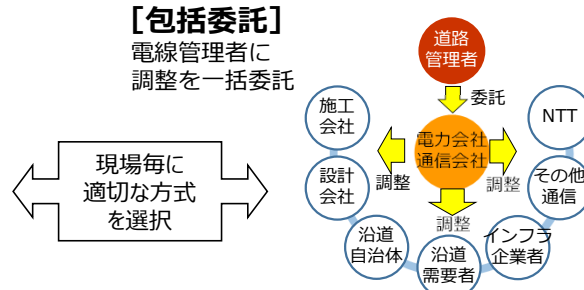 [包括委託]
電線管理者に
調整を一括委託
現場毎に
適切な方式
を選択
道路
管理者
委託
電力会社
通信会社
調整
調整
調整
施工
会社
設計
会社
沿道
自治体
沿道
需要者
インフラ
企業者
その他
通信
NTT